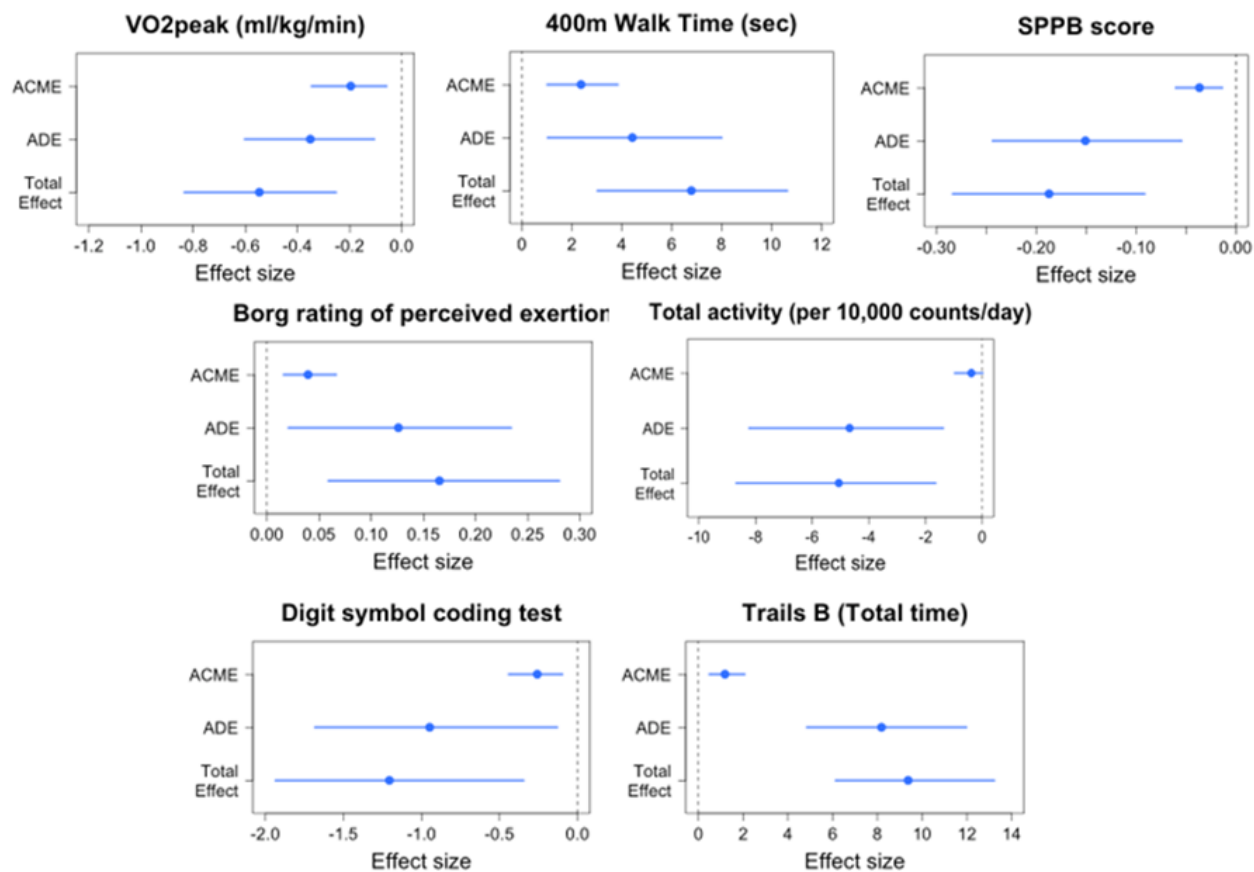 VO2peak (ml/kg/min)
ACME
ADE
Total
Effect
-1.2 -1.0 -0.8 -0.6 -0.4 -0.2 0.0
Effect size
400m Walk Time (sec)
ACME
ADE
Total
Effect
0 2 4 6 8 10 12
Effect size
SPPB score
ACME
ADE
Total
Effect
-0.30 -0.20 -0.10 0.00
Effect size
Borg rating of perceived exertion
ACME
ADE
Total
Effect
0.00 0.05 0.10 0.15 0.20 0.25 0.30
Effect size
Total activity (per 10,000 counts/day)
ACME
ADE
Total
Effect
-10 -8 -6 -4 -2 0
Effect size
Digit symbol coding test
ACME
ADE
Total
Effect
-2.0 -1.5 -1.0 -0.5 0.0
Effect size
Trails B (Total time)
ACME
ADE
Total
Effect
0 2 4 6 8 10 12 14
Effect size